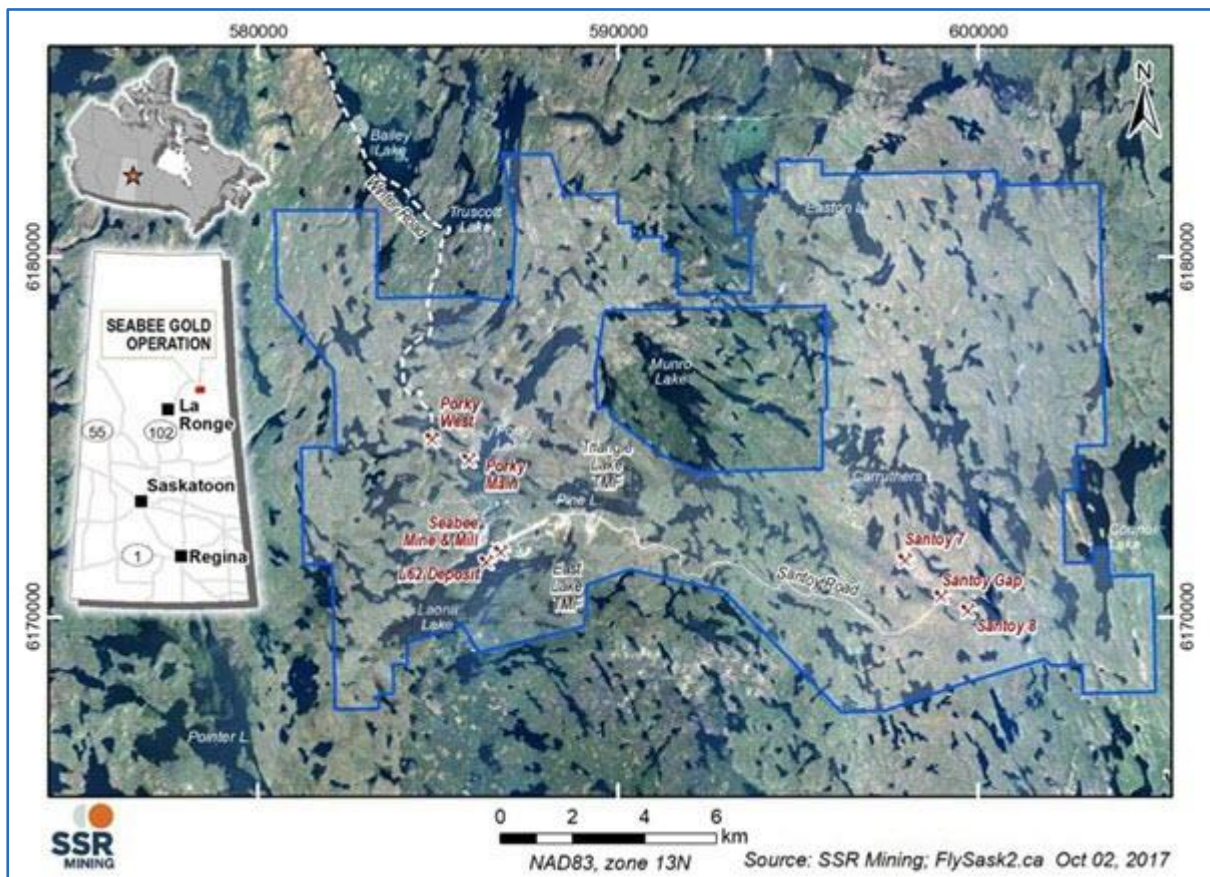 580000
590000
600000
N
Bailey
Lake
Winter Road
Truscott
Lake
Easton L.
6180000
6180000
SEABEE GOLD
OPERATION
La
Ronge
55
102
Saskatoon
1
Regina
Munro
Lake
Porky
West
Porky
Main
Triangle
Lake
TMF
Carruthers L.
Pine L.
Seabee
Mine & Mill
L62 Deposit
East
Lake
TMF
Laonil
Lake
Santoy 7
Santoy Gap
Santoy 8
Santoy Road
Lake
6170000
6170000
Pointer L.
SSR
MINING
0 2 4 6
km
NAD83, zone 13N
Source: SSR Mining; FlySask2.ca Oct 02, 2017